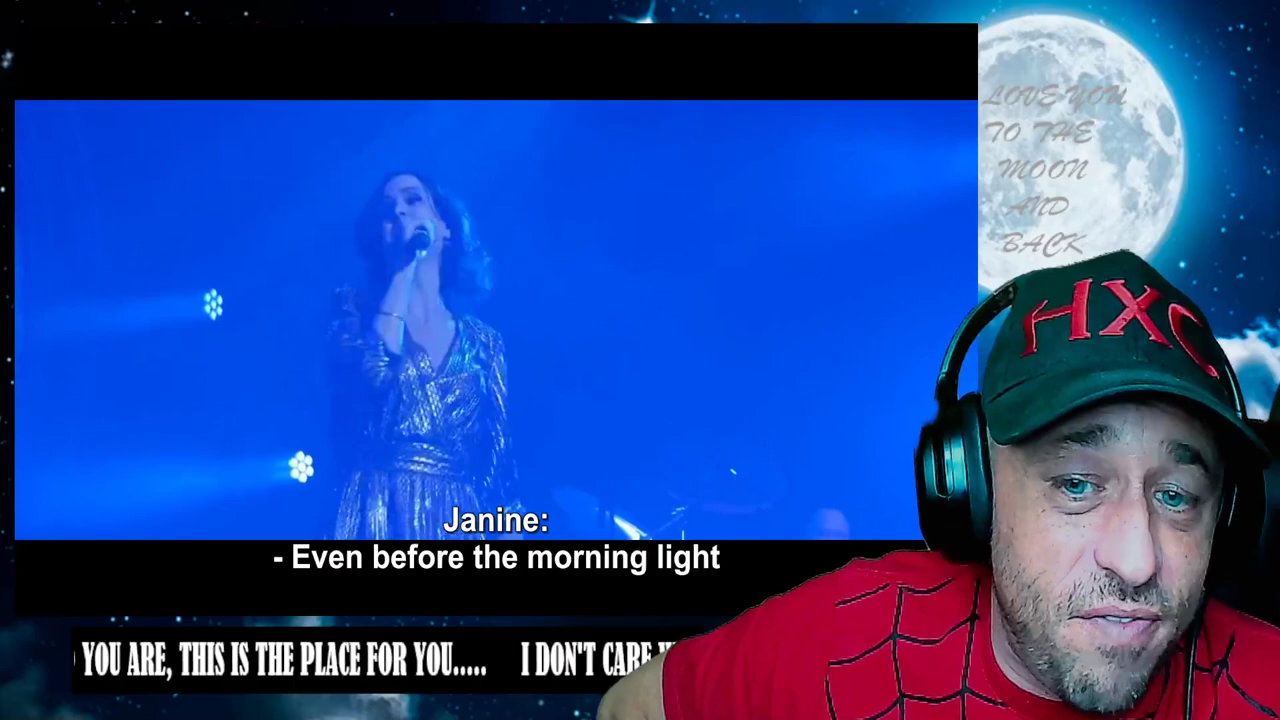 LOVE YOU
TO THE
MOON
AND
BACK
HXC
Janine:
- Even before the morning light
YOU ARE, THIS IS THE PLACE FOR YOU..... I DON'T CARE